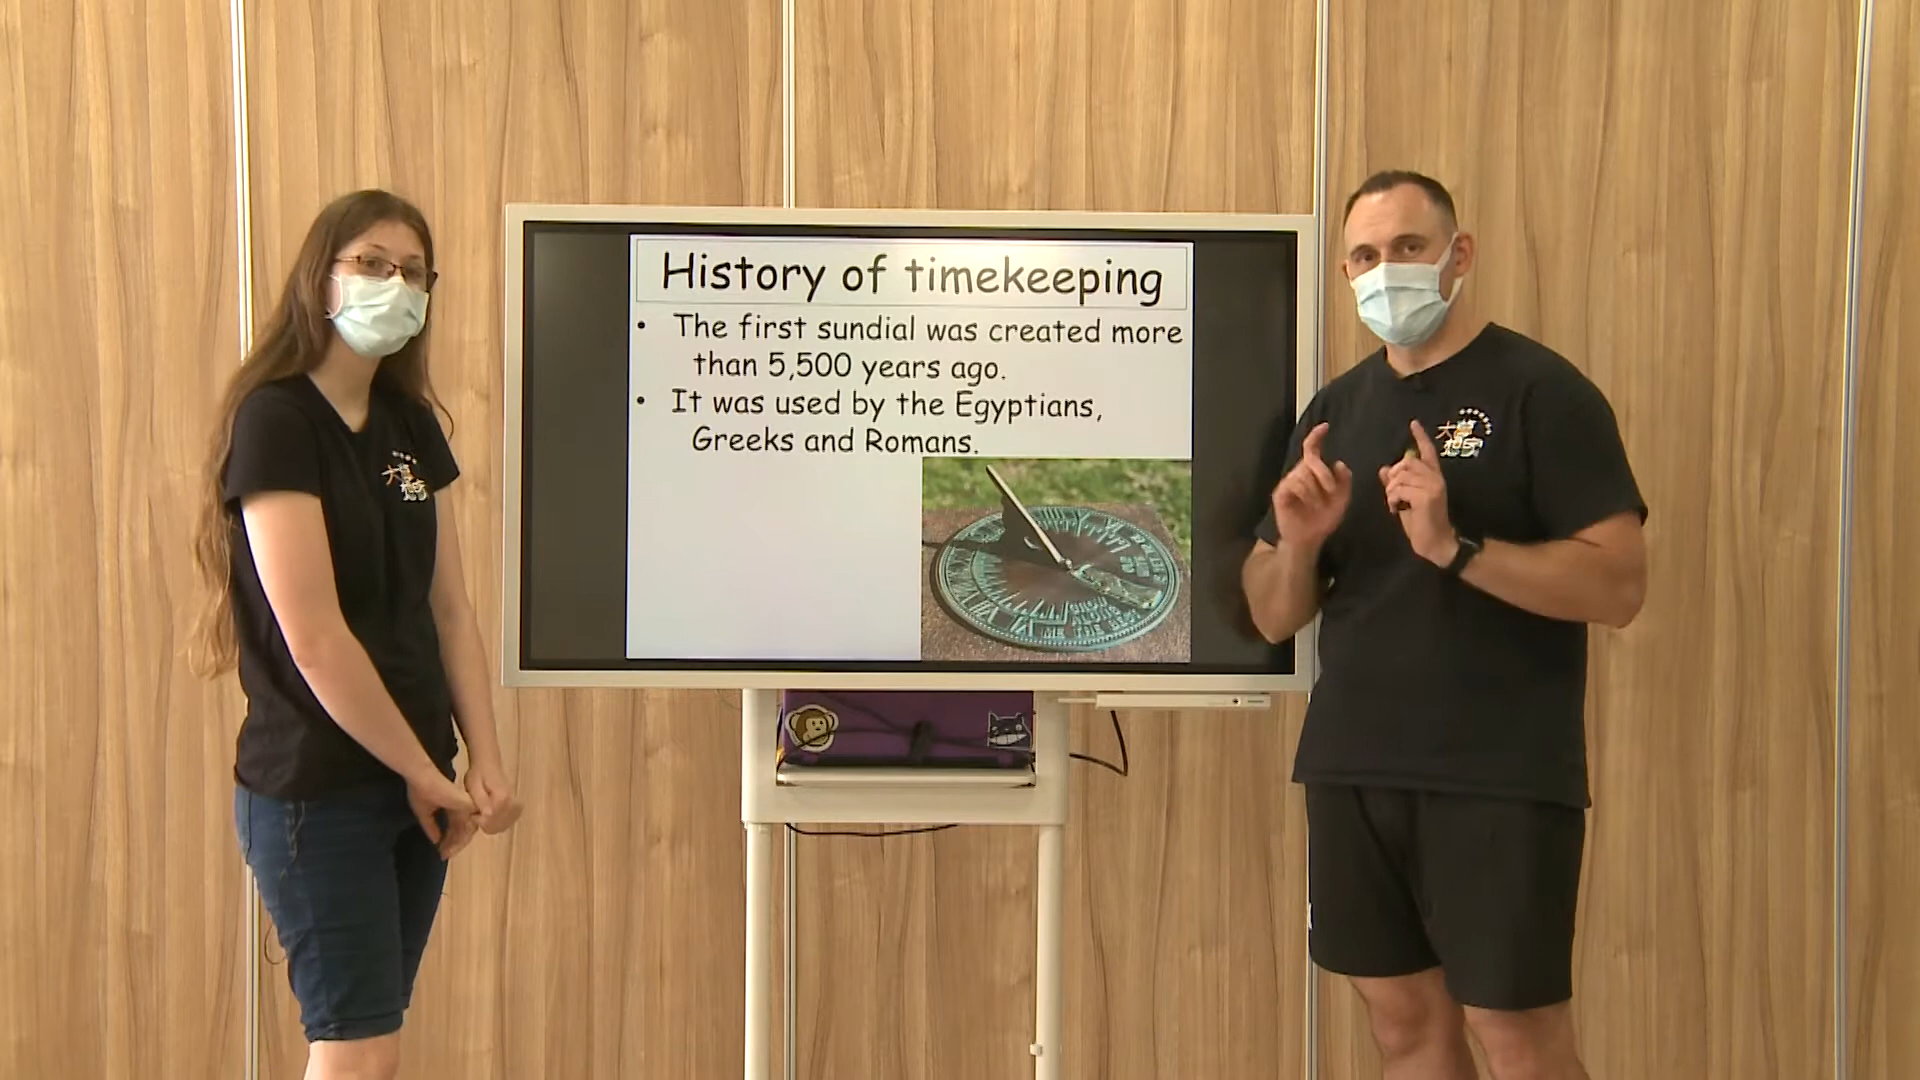 History of timekeeping
• The first sundial was created more
than 5,500 years ago.
• It was used by the Egyptians,
Greeks and Romans.